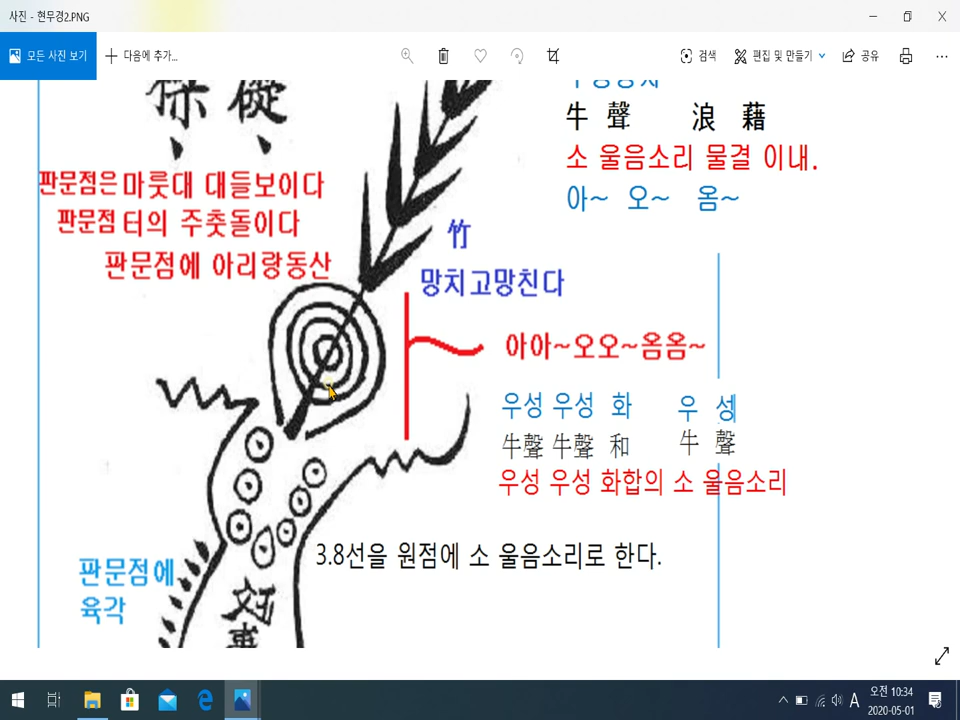 사진 - 현무경2.PNG
모든 사진 보기
다음에 추가...
검색
편집 및 만들기
공유
礙
牛 聲 浪 藉
소 울음소리 물결 이내.
아~ 오~ 옴~
판문점은 마룻대 대들보이다
판문점 터의 주춧돌이다
판문점에 아리랑동산
竹
망치고망친다
아아~오오~옴옴~
우성 우성 화 우 성
牛聲 牛聲 和 牛 聲
우성 우성 화합의 소 울음소리
3.8선을 원점에 소 울음소리로 한다.
판문점에
육각
A
오전 10:34
2020-05-01